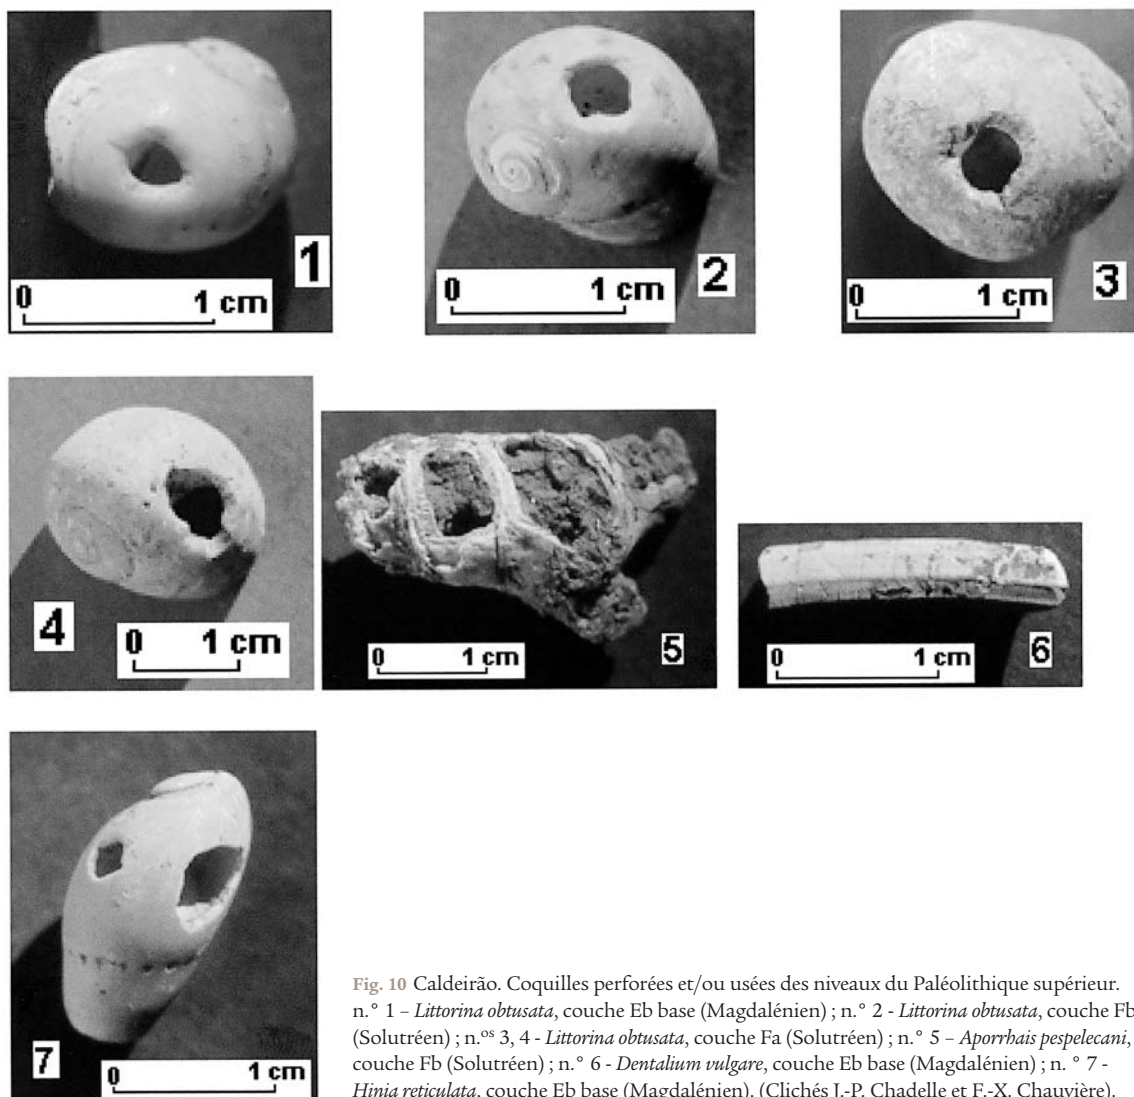 1
0 1 cm
2
0 1 cm
3
0 1 cm
4
0 1 cm
5
0 1 cm
6
0 1 cm
7
0 1 cm
Fig. 10 Caldeirão. Coquilles perforées et/ou usées des niveaux du Paléolithique supérieur.
n.° 1 – Littorina obtusata, couche Eb base (Magdalénien) ; n.° 2 - Littorina obtusata, couche Fb
(Solutréen) ; n.os 3, 4 - Littorina obtusata, couche Fa (Solutréen) ; n.° 5 – Aporrhais pespelecani,
couche Fb (Solutréen) ; n.° 6 - Dentalium vulgare, couche Eb base (Magdalénien) ; n. ° 7 -
Hinia reticulata, couche Eb base (Magdalénien). (Clichés J.-P. Chadelle et F.-X. Chauvière).